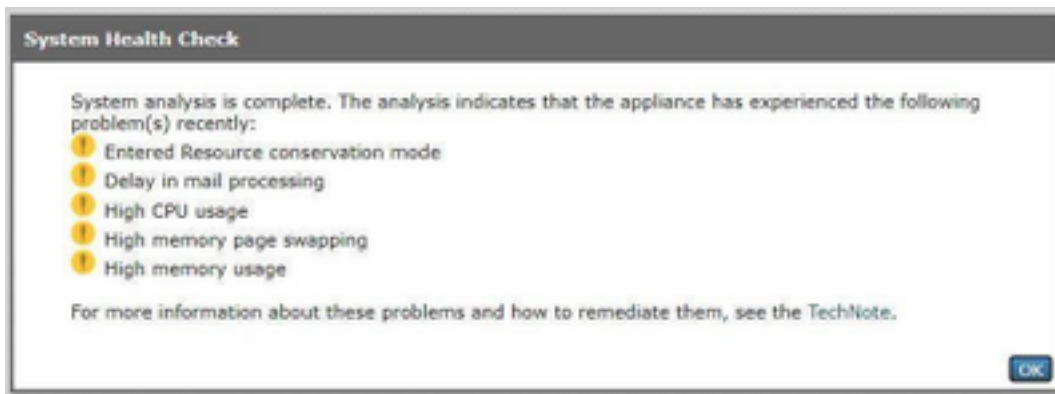 System Health Check
System analysis is complete. The analysis indicates that the appliance has experienced the following
problem(s) recently:
! Entered Resource conservation mode
! Delay in mail processing
! High CPU usage
! High memory page swapping
! High memory usage
For more information about these problems and how to remediate them, see the TechNote.
OK